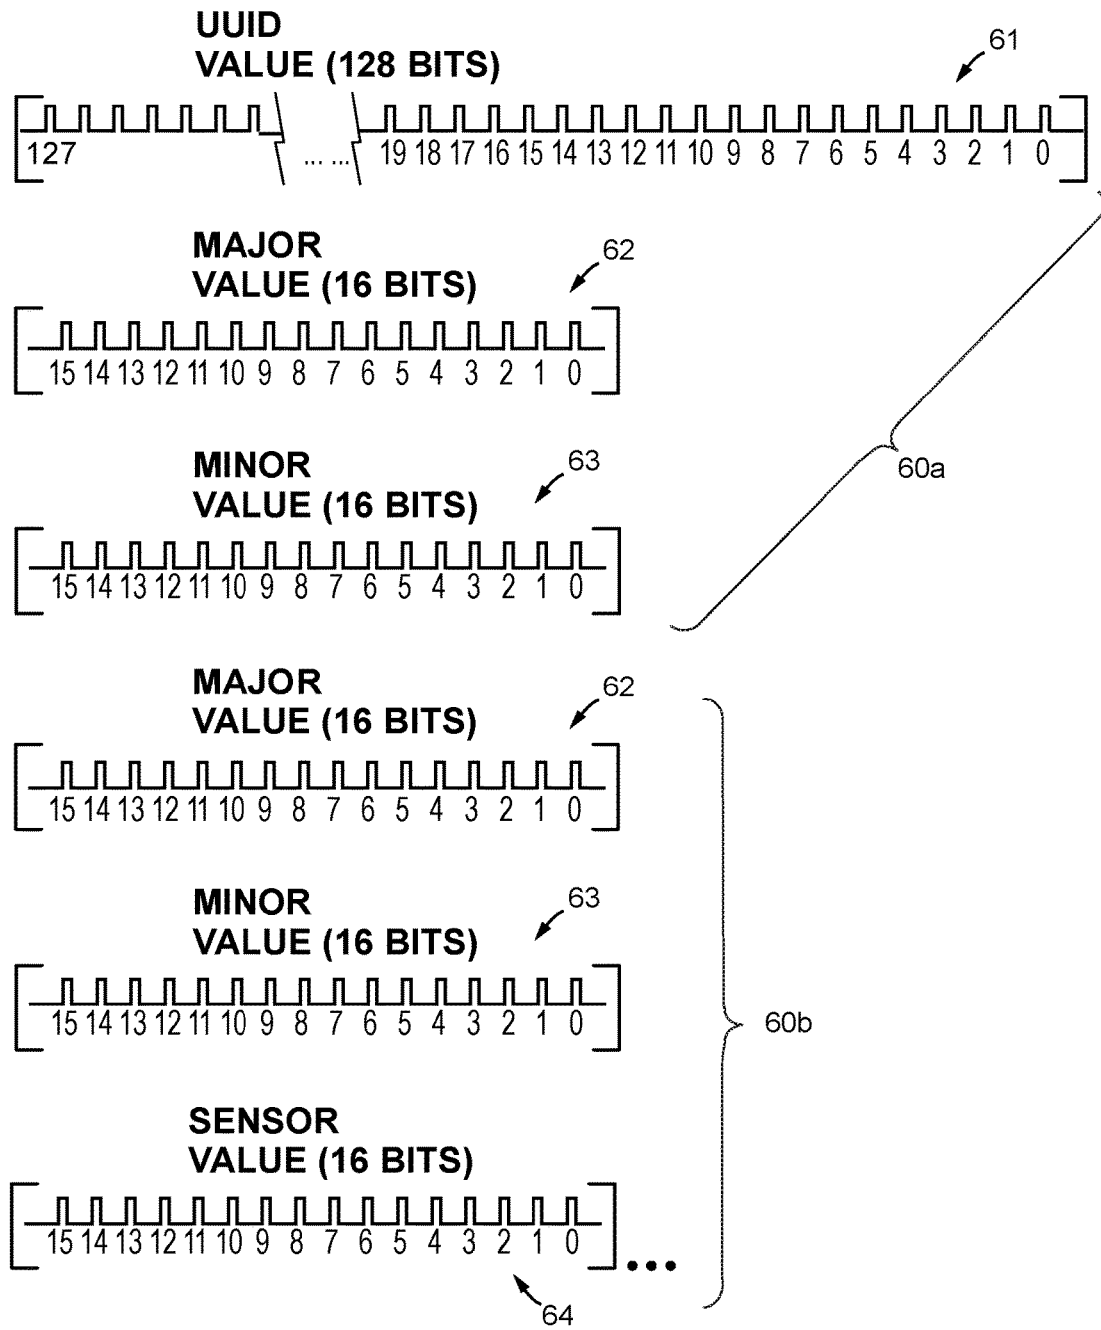 UUID
VALUE (128 BITS)
61
127 ... ... 19 18 17 16 15 14 13 12 11 10 9 8 7 6 5 4 3 2 1 0
MAJOR
VALUE (16 BITS)
62
15 14 13 12 11 10 9 8 7 6 5 4 3 2 1 0
60a
MINOR
VALUE (16 BITS)
63
15 14 13 12 11 10 9 8 7 6 5 4 3 2 1 0
MAJOR
VALUE (16 BITS)
62
15 14 13 12 11 10 9 8 7 6 5 4 3 2 1 0
MINOR
VALUE (16 BITS)
63
15 14 13 12 11 10 9 8 7 6 5 4 3 2 1 0
60b
SENSOR
VALUE (16 BITS)
15 14 13 12 11 10 9 8 7 6 5 4 3 2 1 0
...
64